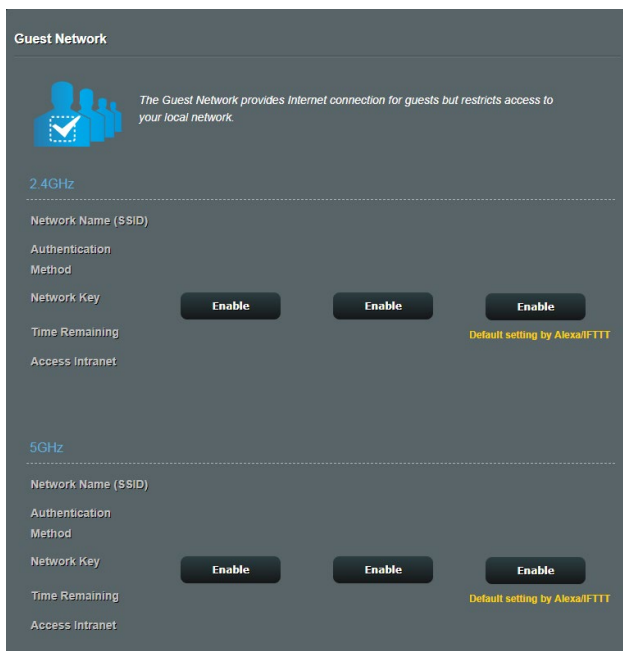 Guest Network
The Guest Network provides Internet connection for guests but restricts access to
your local network.
2.4GHz
Network Name (SSID)
Authentication
Method
Network Key
Enable Enable Enable
Time Remaining
Default setting by Alexa/IFTTT
Access Intranet
5GHz
Network Name (SSID)
Authentication
Method
Network Key
Enable Enable Enable
Time Remaining
Default setting by Alexa/IFTTT
Access Intranet